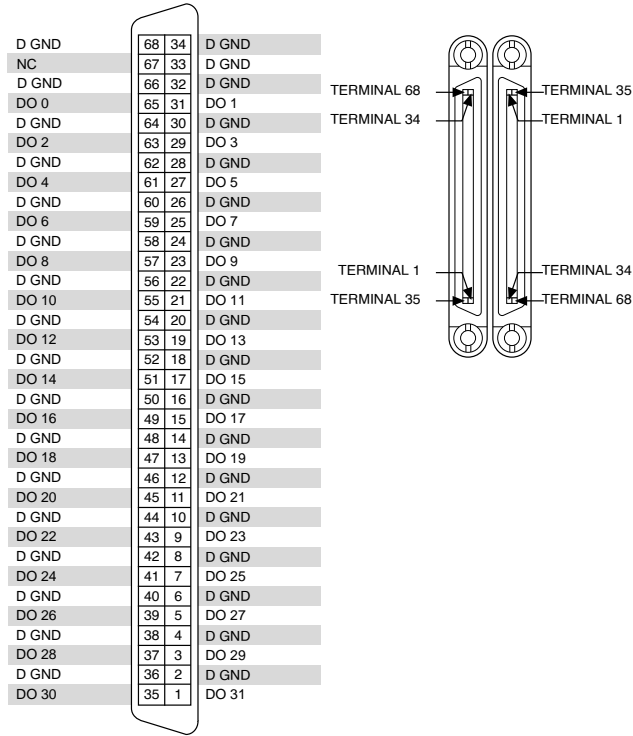 D GND 68 34 D GND
NC 67 33 D GND
D GND 66 32 D GND
DO 0 65 31 DO 1
D GND 64 30 D GND
DO 2 63 29 DO 3
D GND 62 28 D GND
DO 4 61 27 DO 5
D GND 60 26 D GND
DO 6 59 25 DO 7
D GND 58 24 D GND
DO 8 57 23 DO 9
D GND 56 22 D GND
DO 10 55 21 DO 11
D GND 54 20 D GND
DO 12 53 19 DO 13
D GND 52 18 D GND
DO 14 51 17 DO 15
D GND 50 16 D GND
DO 16 49 15 DO 17
D GND 48 14 D GND
DO 18 47 13 DO 19
D GND 46 12 D GND
DO 20 45 11 DO 21
D GND 44 10 D GND
DO 22 43 9 DO 23
D GND 42 8 D GND
DO 24 41 7 DO 25
D GND 40 6 D GND
DO 26 39 5 DO 27
D GND 38 4 D GND
DO 28 37 3 DO 29
D GND 36 2 D GND
DO 30 35 1 DO 31
TERMINAL 68 TERMINAL 35
TERMINAL 34 TERMINAL 1
TERMINAL 1 TERMINAL 34
TERMINAL 35 TERMINAL 68